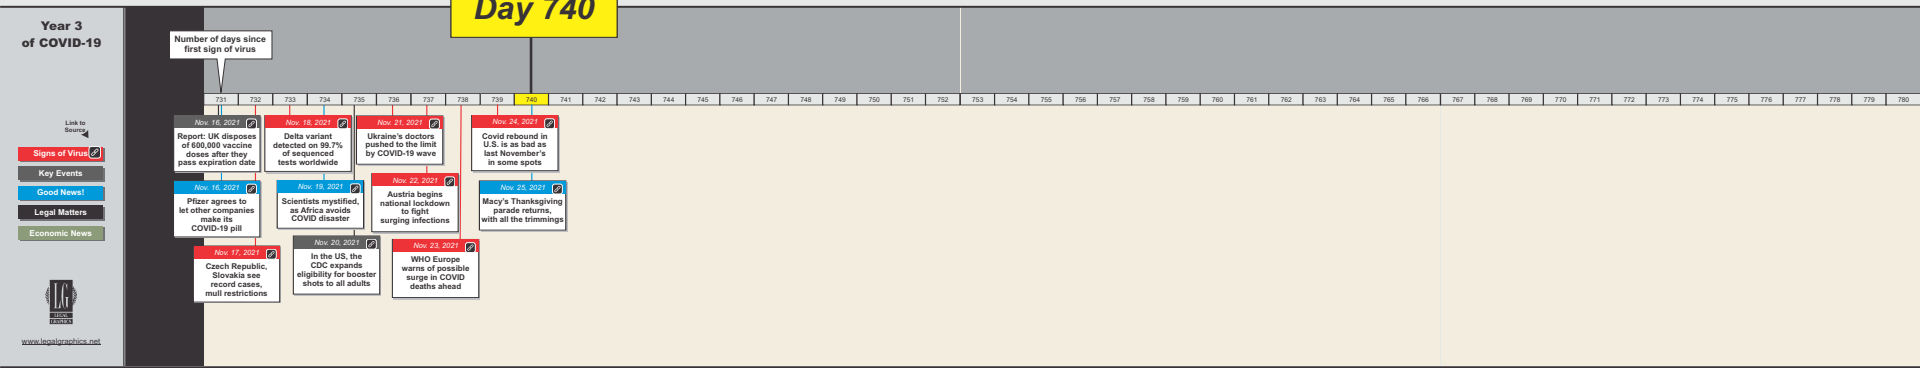 Year 3
of COVID-19
Day 740
Number of days since
first sign of virus
731 732 733 734 735 736 737 738 739 740 741 742 743 744 745 746 747 748 749 750 751 752 753 754 755 756 757 758 759 760 761 762 763 764 765 766 767 768 769 770 771 772 773 774 775 776 777 778 779 780
Link to
Source
Signs of Virus
Key Events
Good News!
Legal Matters
Economic News
LG
LEGAL
GRAPHICS
www.legalgraphics.net
Nov. 16, 2021
Report: UK disposes
of 600,000 vaccine
doses after they
pass expiration date
Nov. 16, 2021
Pfizer agrees to
let other companies
make its
COVID-19 pill
Nov. 17, 2021
Czech Republic,
Slovakia see
record cases,
mull restrictions
Nov. 18, 2021
Delta variant
detected on 99.7%
of sequenced
tests worldwide
Nov. 19, 2021
Scientists mystified,
as Africa avoids
COVID disaster
Nov. 20, 2021
In the US, the
CDC expands
eligibility for booster
shots to all adults
Nov. 21, 2021
Ukraine's doctors
pushed to the limit
by COVID-19 wave
Nov. 22, 2021
Austria begins
national lockdown
to fight
surging infections
Nov. 23, 2021
WHO Europe
warns of possible
surge in COVID
deaths ahead
Nov. 24, 2021
Covid rebound in
U.S. is as bad as
last November's
in some spots
Nov. 25, 2021
Macy's Thanksgiving
parade returns,
with all the trimmings